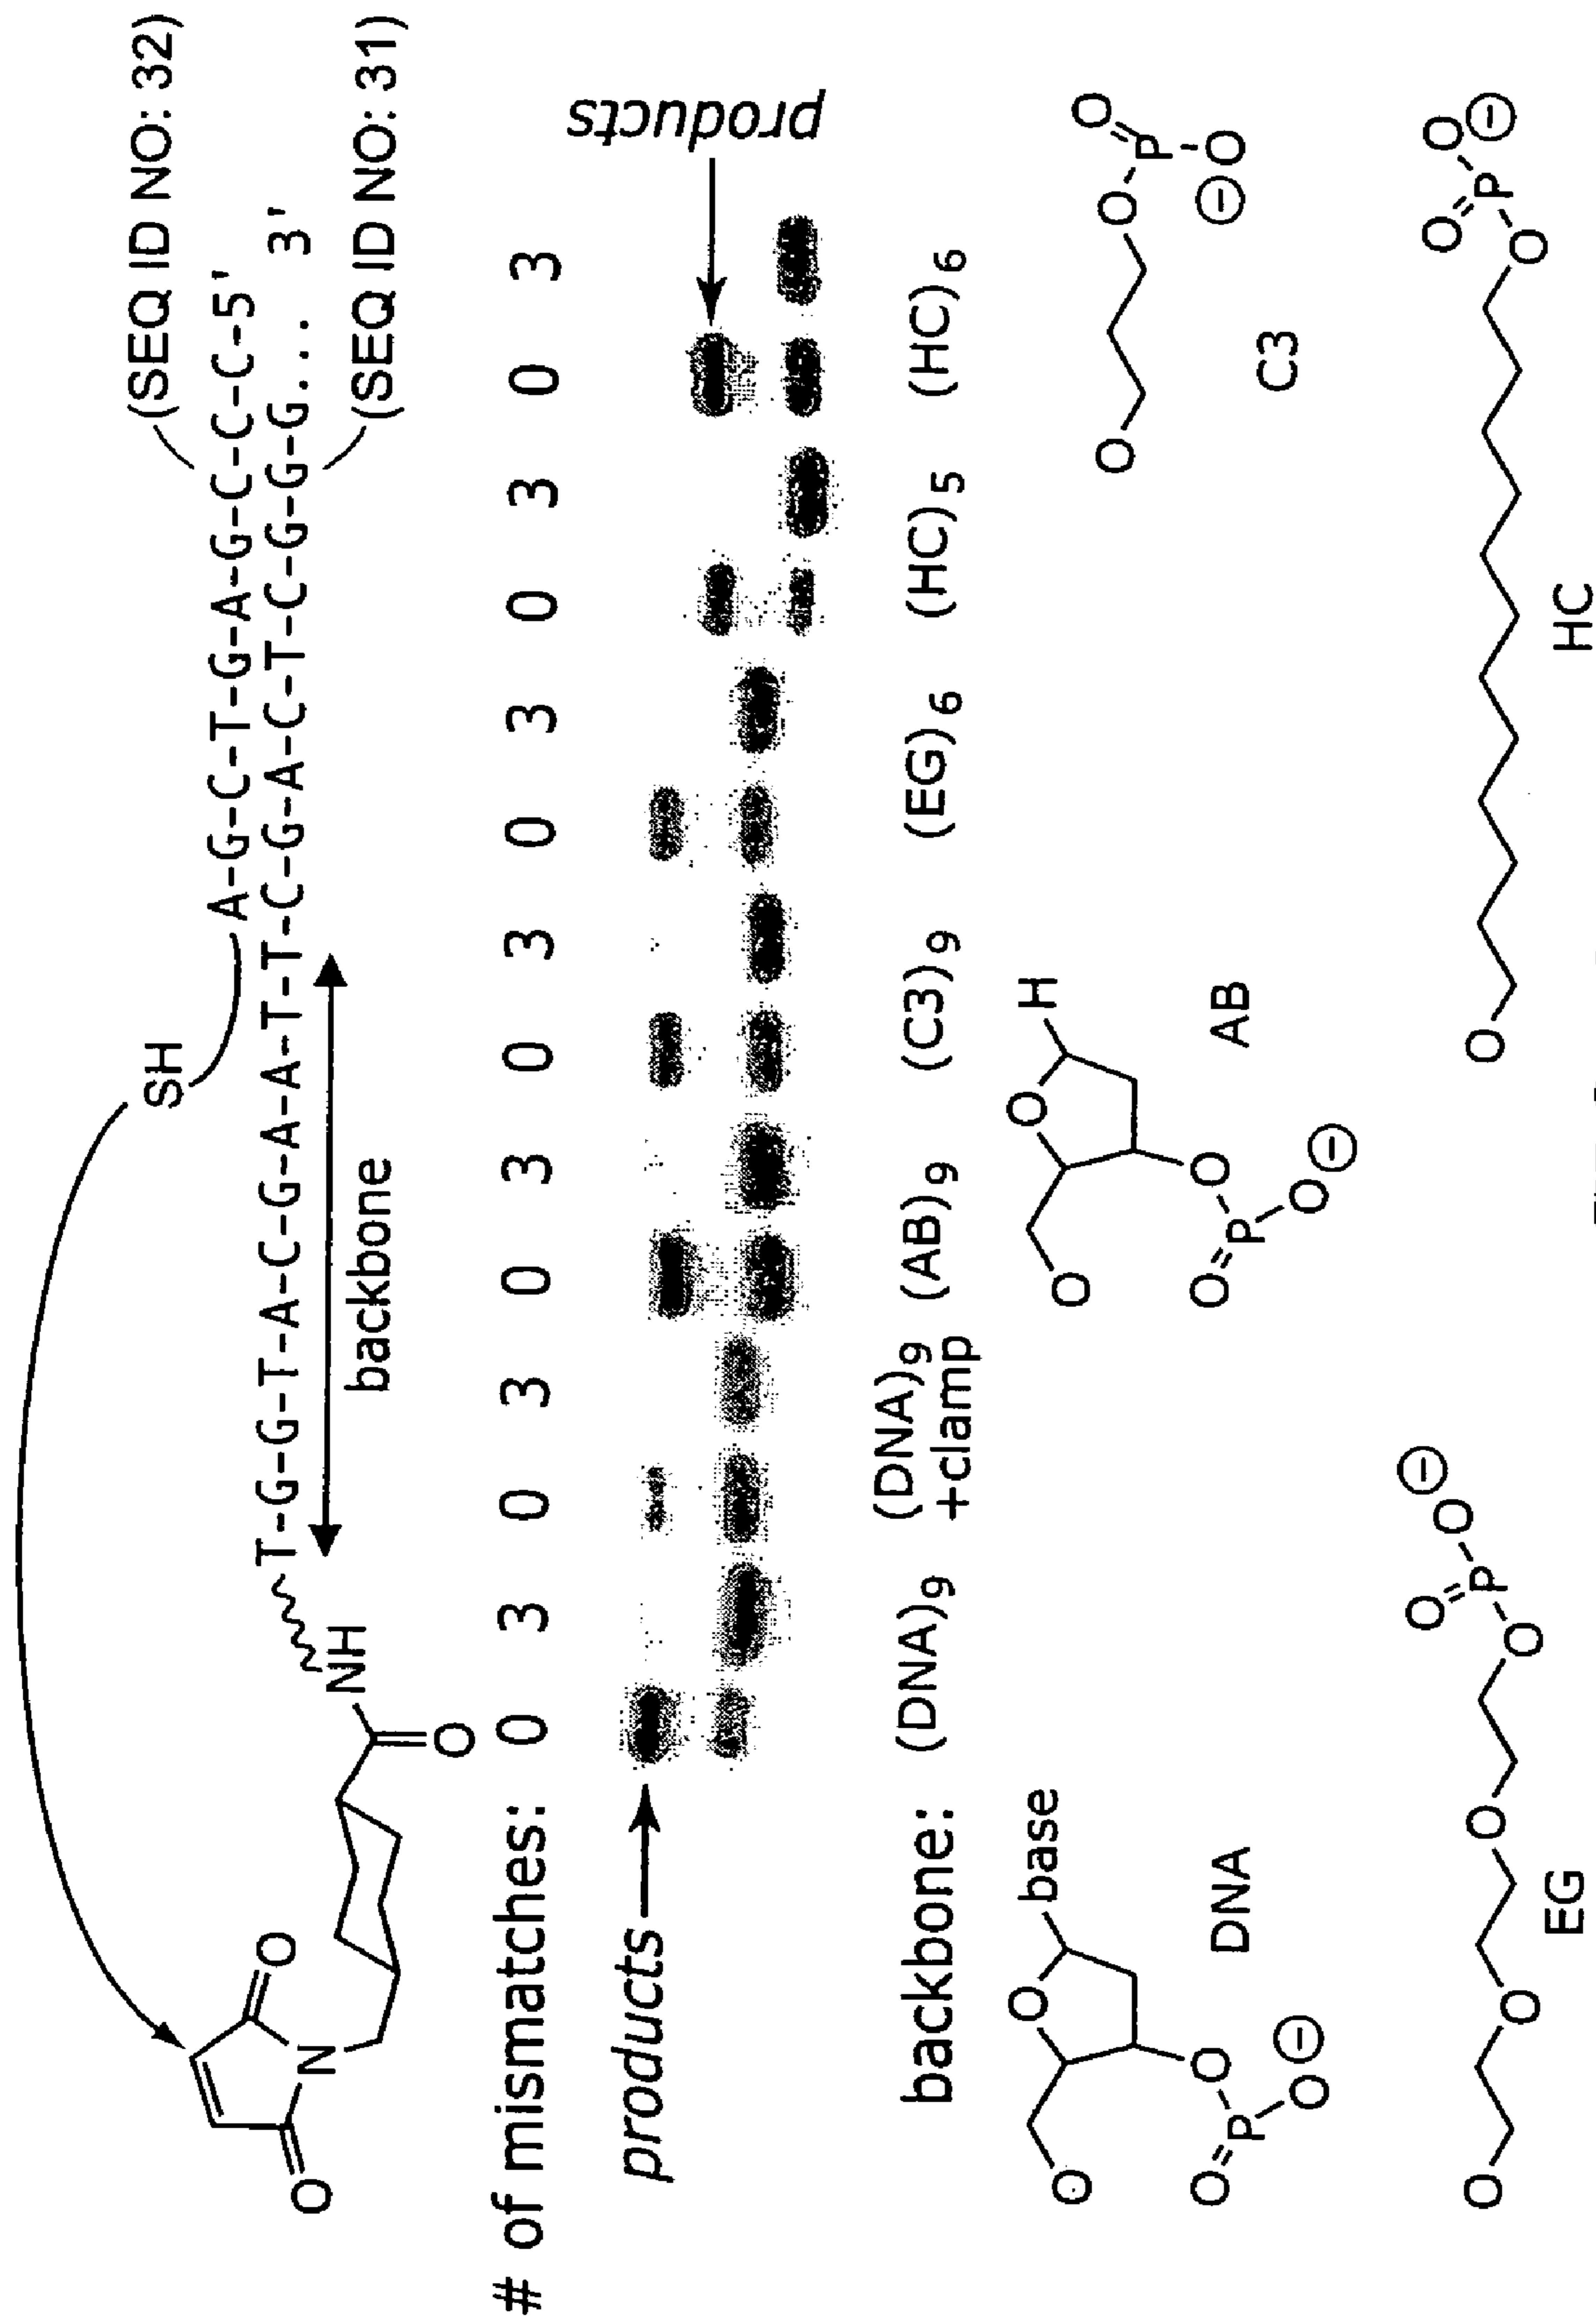 (SEQ ID NO: 32)
SH
A-G-C-T-G-A-G-C-C-C-5'
T-G-G-T-A-C-G-A-A-T-T-C-G-A-C-T-C-G-G-G... 3'
(SEQ ID NO: 31)
backbone
NH
O
O
N
O
# of mismatches: 0 3 0 3 0 3 0 3 0 3 0 3 0 3
products
products
backbone: (DNA)9 (DNA)9 +clamp (AB)9 (C3)9 (EG)6 (HC)5 (HC)6
O O base
O=P O
O⊖
DNA
O O H
O=P O
O⊖
AB
O O O
P
O
⊖
C3
O O O O O
P
O⊖
EG
O O O
P
O
⊖
HC